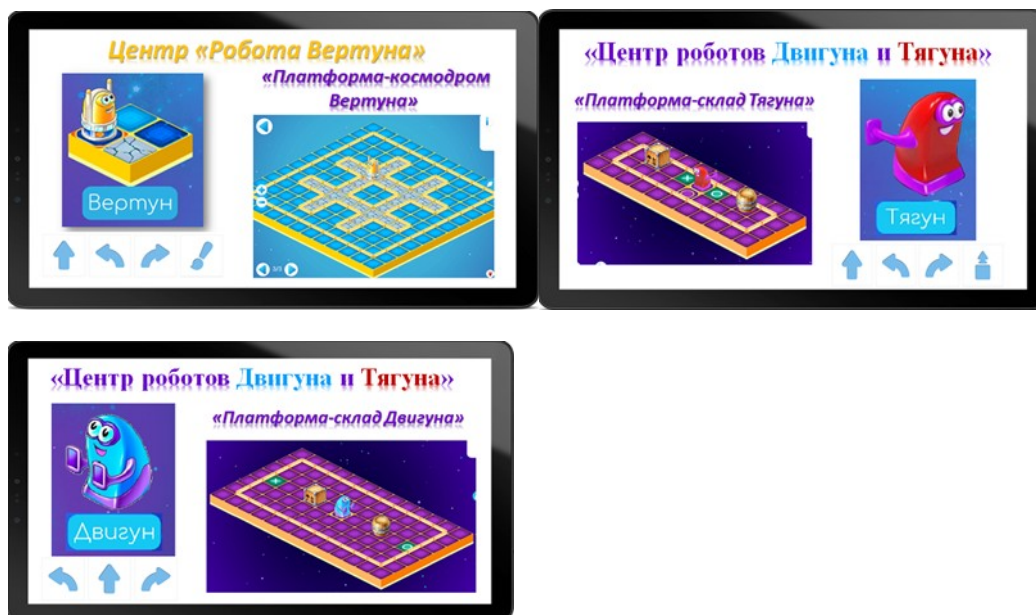 Центр «Робота Вертуна»
«Платформа-космодром
Вертуна»
Вертун
«Центр роботов Двигуна и Тягуна»
«Платформа-склад Тягуна»
Тягун
«Центр роботов Двигуна и Тягуна»
«Платформа-склад Двигуна»
Двигун